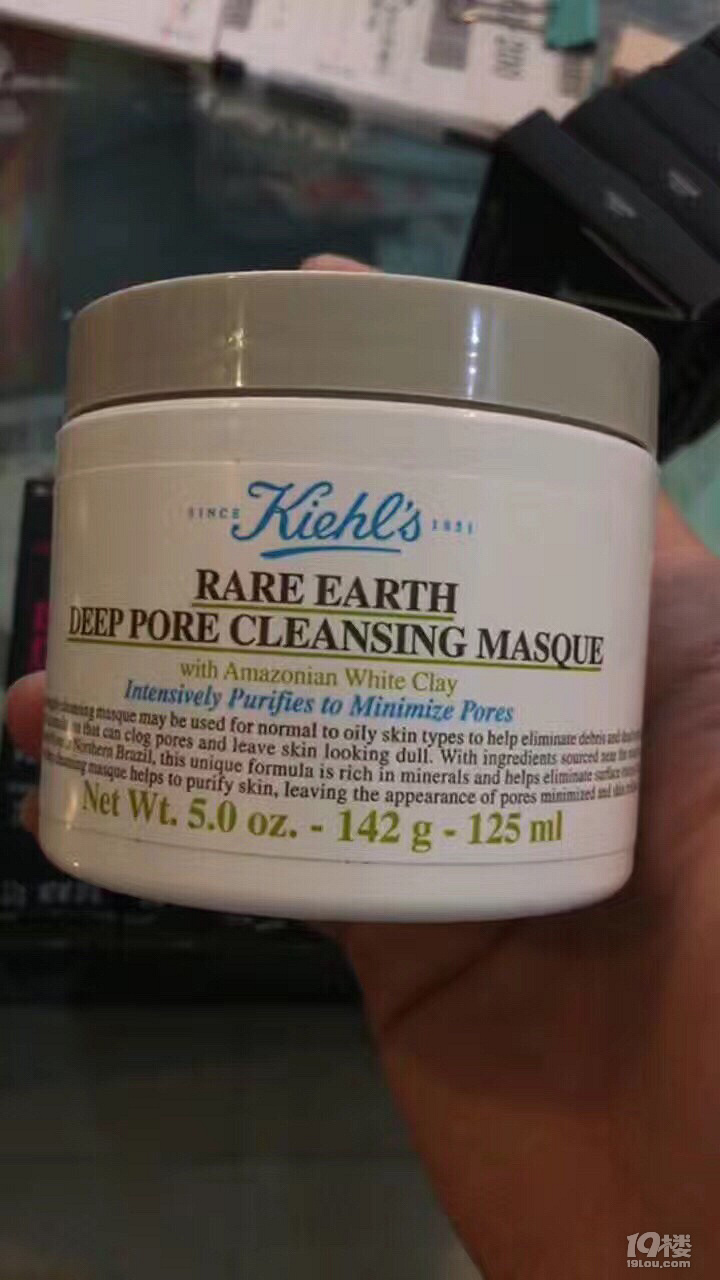 SINCE Kiehl's 1851
RARE EARTH
DEEP PORE CLEANSING MASQUE
with Amazonian White Clay
Intensively Purifies to Minimize Pores
cleansing masque may be used for normal to oily skin types to help eliminate debris and
that can clog pores and leave skin looking dull. With ingredients sourced near the
Northern Brazil, this unique formula is rich in minerals and helps eliminate surface
cleansing masque helps to purify skin, leaving the appearance of pores minimized and
Net Wt. 5.0 oz. - 142 g - 125 ml
19楼
19lou.com